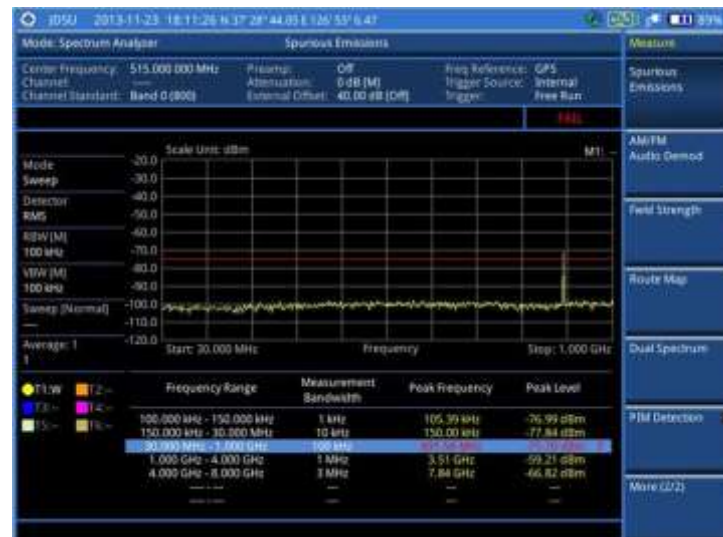 JDSU 2013-11-23 18:11:26 N 37° 28' 44.03 E 126° 53' 6.47 89%
Mode: Spectrum Analyzer Spurious Emissions Measure
Center Frequency: 515.000 000 MHz Preamp: Off Freq Reference: GPS
Channel: ---- Attenuation: 0 dB [M] Trigger Source: Internal
Channel Standard: Band 0 (800) External Offset: 40.00 dB [Off] Trigger: Free Run
FAIL
Spurious
Emissions
AM/FM
Audio Demod
Field Strength
Route Map
Dual Spectrum
PIM Detection
More (2/2)
Scale Unit: dBm M1: --
Mode
Sweep
Detector
RMS
RBW [M]
100 kHz
VBW [M]
100 kHz
Sweep [Normal]
----
Average: 1
1
-20.0
-30.0
-40.0
-50.0
-60.0
-70.0
-80.0
-90.0
-100.0
-110.0
-120.0
Start: 30.000 MHz Frequency Stop: 1.000 GHz
T1:W T2:--
T3:-- T4:--
T5:-- T6:--
Frequency Range Measurement Bandwidth Peak Frequency Peak Level
100.000 kHz - 150.000 kHz 1 kHz 105.39 kHz -76.99 dBm
150.000 kHz - 30.000 MHz 10 kHz 150.00 kHz -77.84 dBm
30.000 MHz - 1.000 GHz 100 kHz
1.000 GHz - 4.000 GHz 1 MHz 3.51 GHz -59.21 dBm
4.000 GHz - 8.000 GHz 3 MHz 7.84 GHz -66.82 dBm